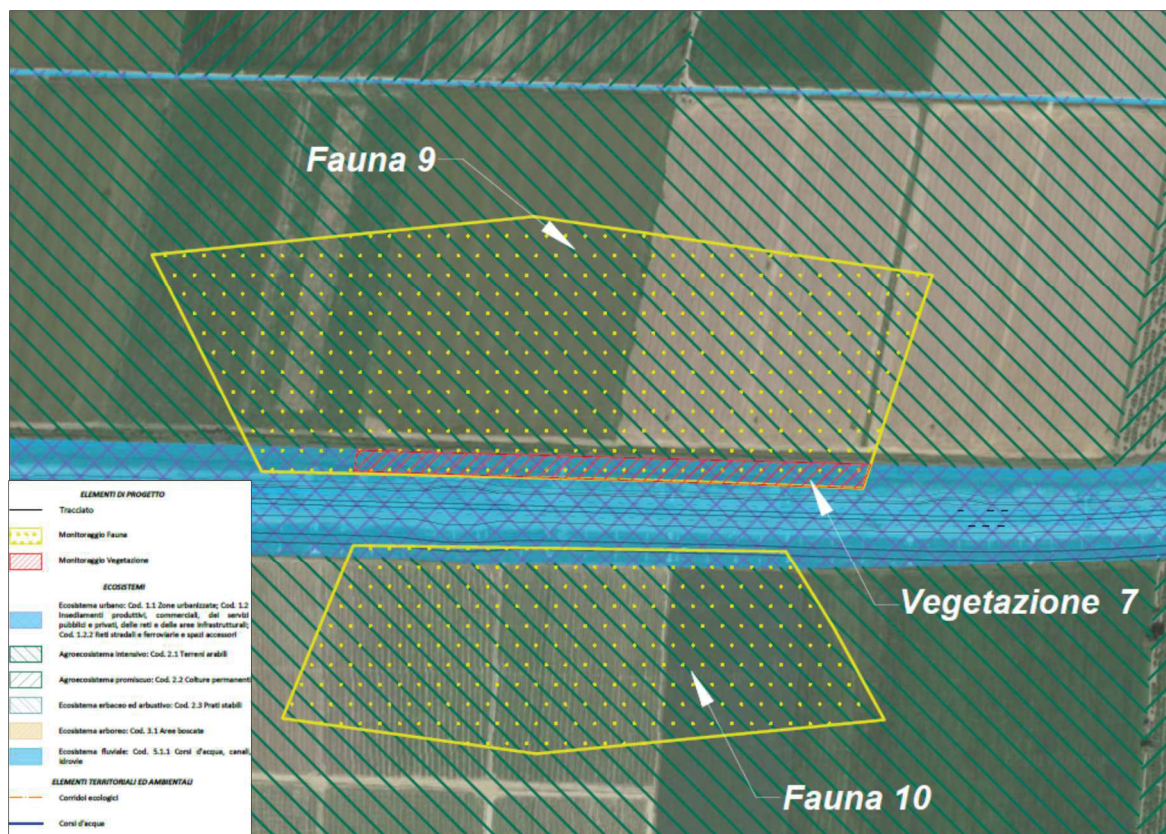 Fauna 9
Vegetazione 7
Fauna 10
ELEMENTI DI PROGETTO
Tracciato
Monitoraggio Fauna
Monitoraggio Vegetazione
ECOSISTEMI
Ecosistema urbano: Cod. 1.1 Zone urbanizzate; Cod. 1.2
Insediamenti produttivi, commerciali, dei servizi
pubblici e privati, delle reti e delle aree infrastrutturali;
Cod. 1.2.2 Reti stradali e ferroviarie e spazi accessori
Agroecosistema intensivo: Cod. 2.1 Terreni arabili
Agroecosistema promiscuo: Cod. 2.2 Colture permanenti
Ecosistema erbaceo ed arbustivo: Cod. 2.3 Prati stabili
Ecosistema arboreo: Cod. 3.1 Aree boscate
Ecosistema fluviale: Cod. 5.1.1 Corsi d'acqua, canali,
idrovie
ELEMENTI TERRITORIALI ED AMBIENTALI
Corridoi ecologici
Corsi d'acqua